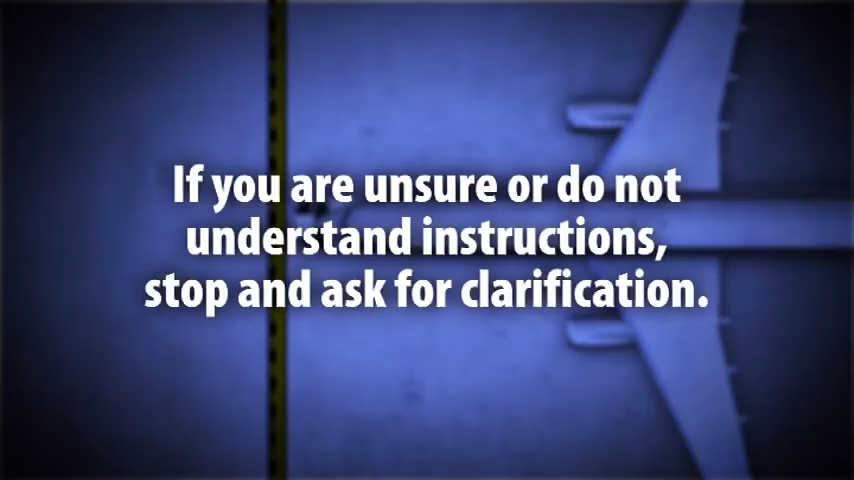 If you are unsure or do not
understand instructions,
stop and ask for clarification.